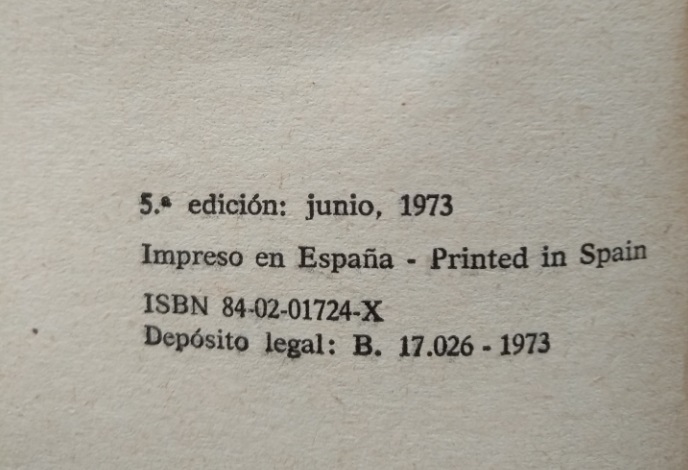 5.ª edición: junio, 1973
Impreso en España - Printed in Spain
ISBN 84-02-01724-X
Depósito legal: B. 17.026 - 1973